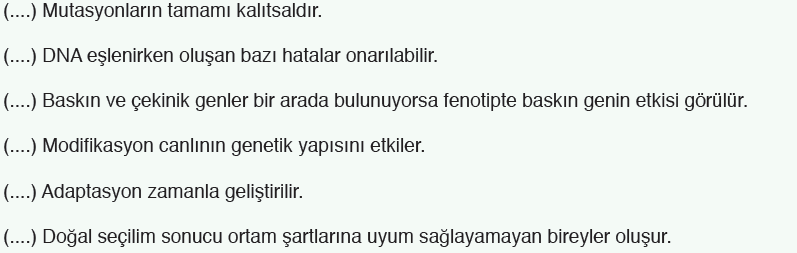 (....) Mutasyonların tamamı kalıtsaldır.
(....) DNA eşlenirken oluşan bazı hatalar onarılabilir.
(....) Baskın ve çekinik genler bir arada bulunuyorsa fenotipte baskın genin etkisi görülür.
(....) Modifikasyon canlının genetik yapısını etkiler.
(....) Adaptasyon zamanla geliştirilir.
(....) Doğal seçilim sonucu ortam şartlarına uyum sağlayamayan bireyler oluşur.